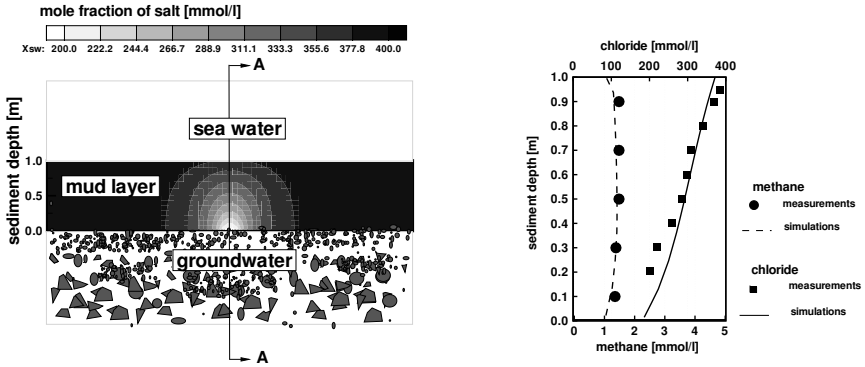 mole fraction of salt [mmol/l]
Xsw: 200.0 222.2 244.4 266.7 288.9 311.1 333.3 355.6 377.8 400.0
A
sea water
sediment depth [m]
1.0
0.5
0.0
mud layer
groundwater
A
chloride [mmol/l]
0 100 200 300 400
sediment depth [m]
1.0
0.9
0.8
0.7
0.6
0.5
0.4
0.3
0.2
0.1
0.0
0 1 2 3 4 5
methane [mmol/l]
methane
measurements
simulations
chloride
measurements
simulations